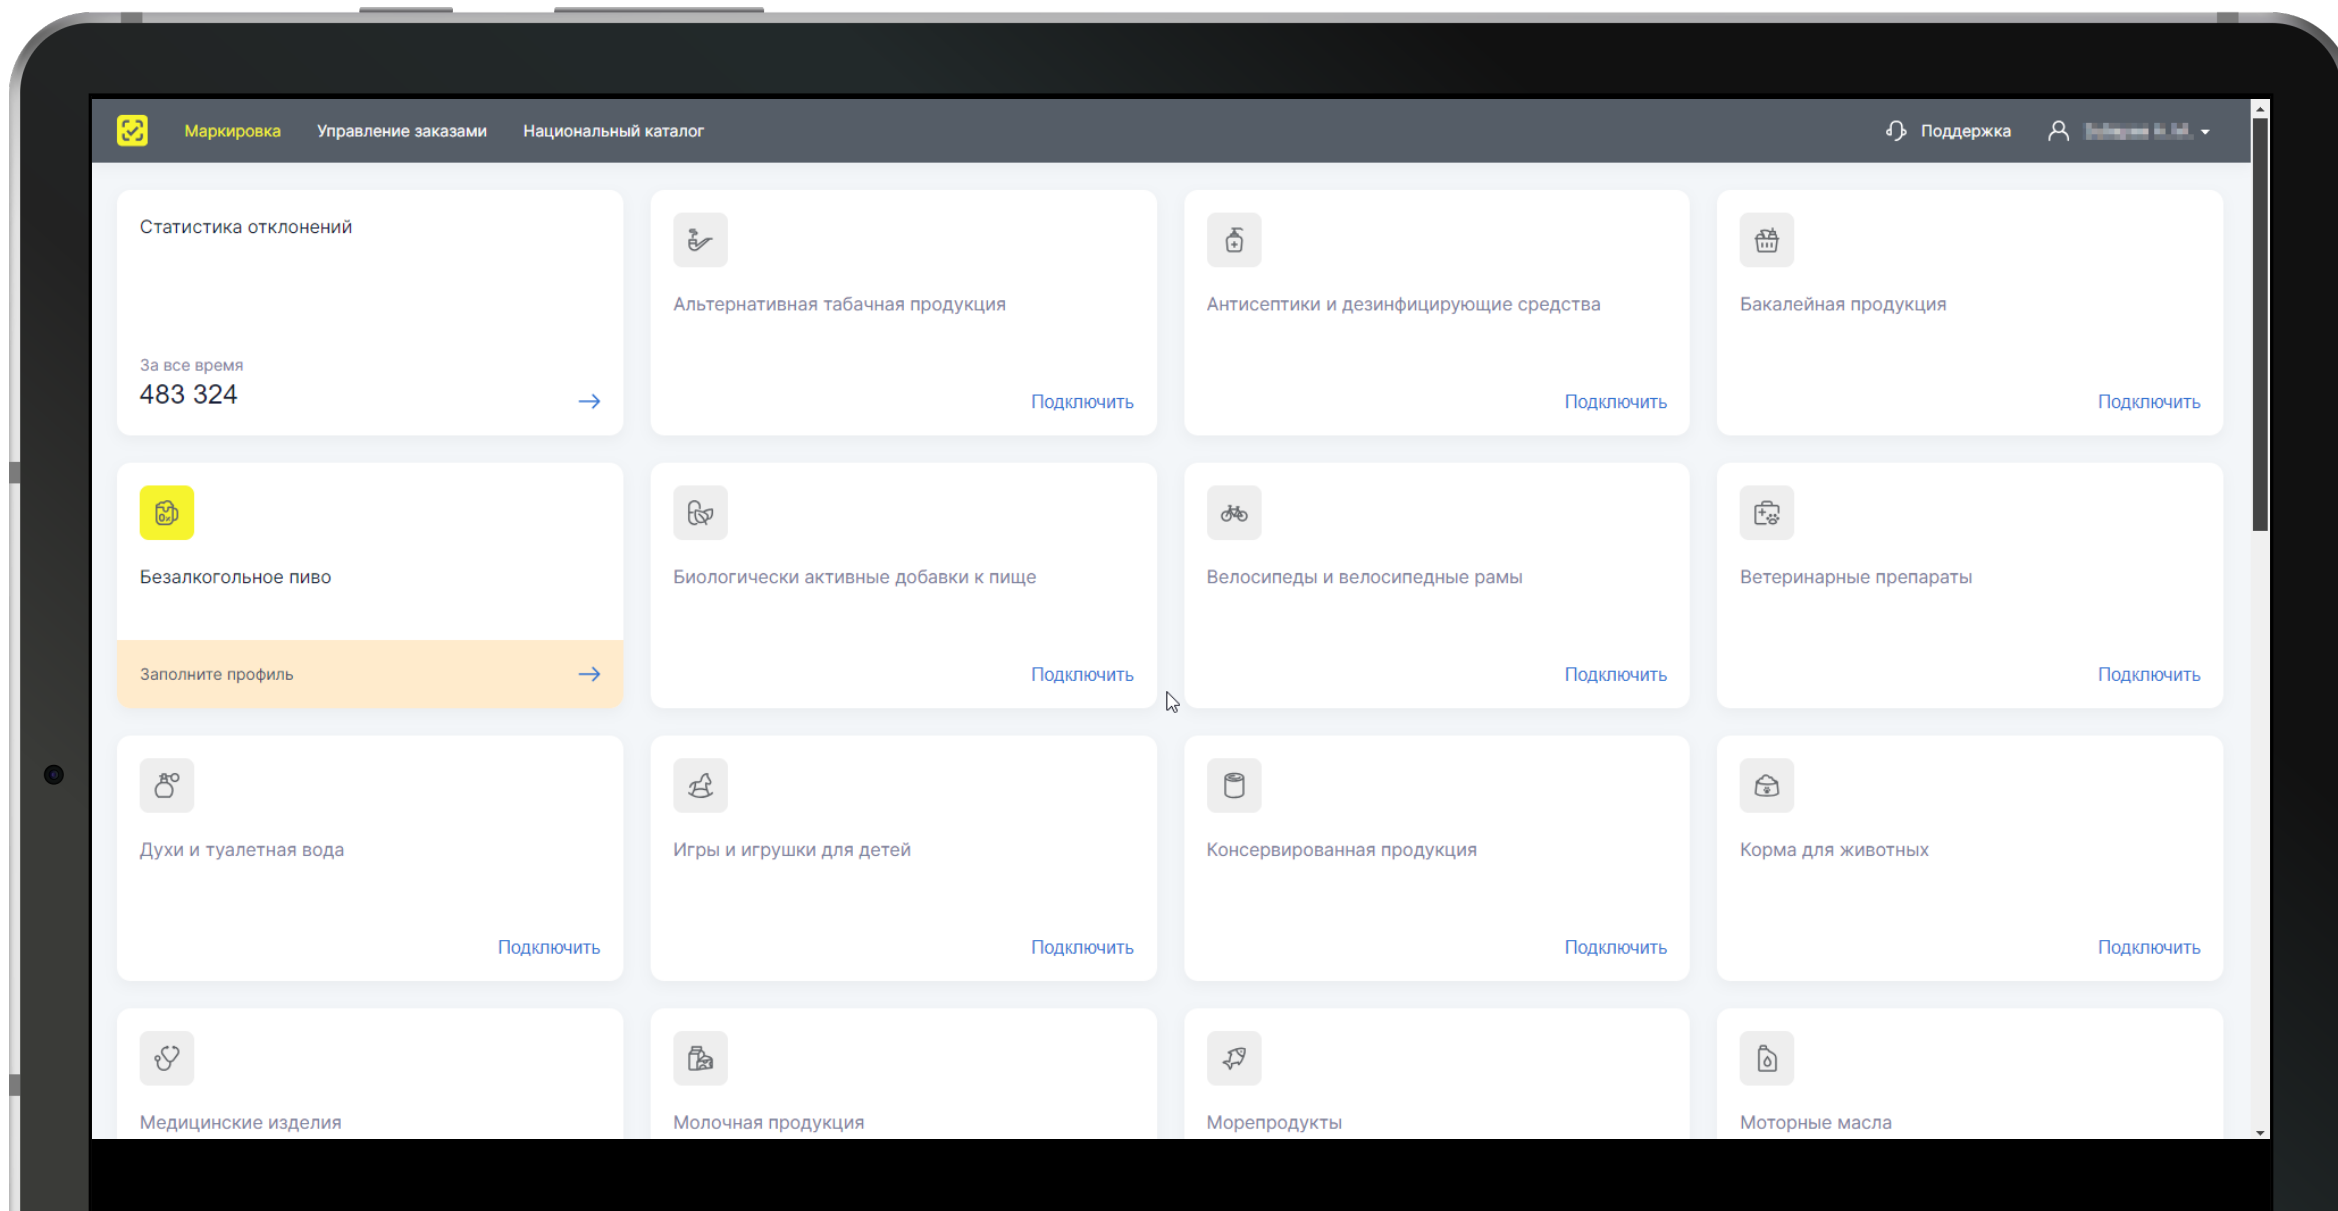 Маркировка
Управление заказами
Национальный каталог
Поддержка
Статистика отклонений
За все время
483 324
Альтернативная табачная продукция
Подключить
Антисептики и дезинфицирующие средства
Подключить
Бакалейная продукция
Подключить
Безалкогольное пиво
Заполните профиль
Биологически активные добавки к пище
Подключить
Велосипеды и велосипедные рамы
Подключить
Ветеринарные препараты
Подключить
Духи и туалетная вода
Подключить
Игры и игрушки для детей
Подключить
Консервированная продукция
Подключить
Корма для животных
Подключить
Медицинские изделия
Молочная продукция
Морепродукты
Моторные масла